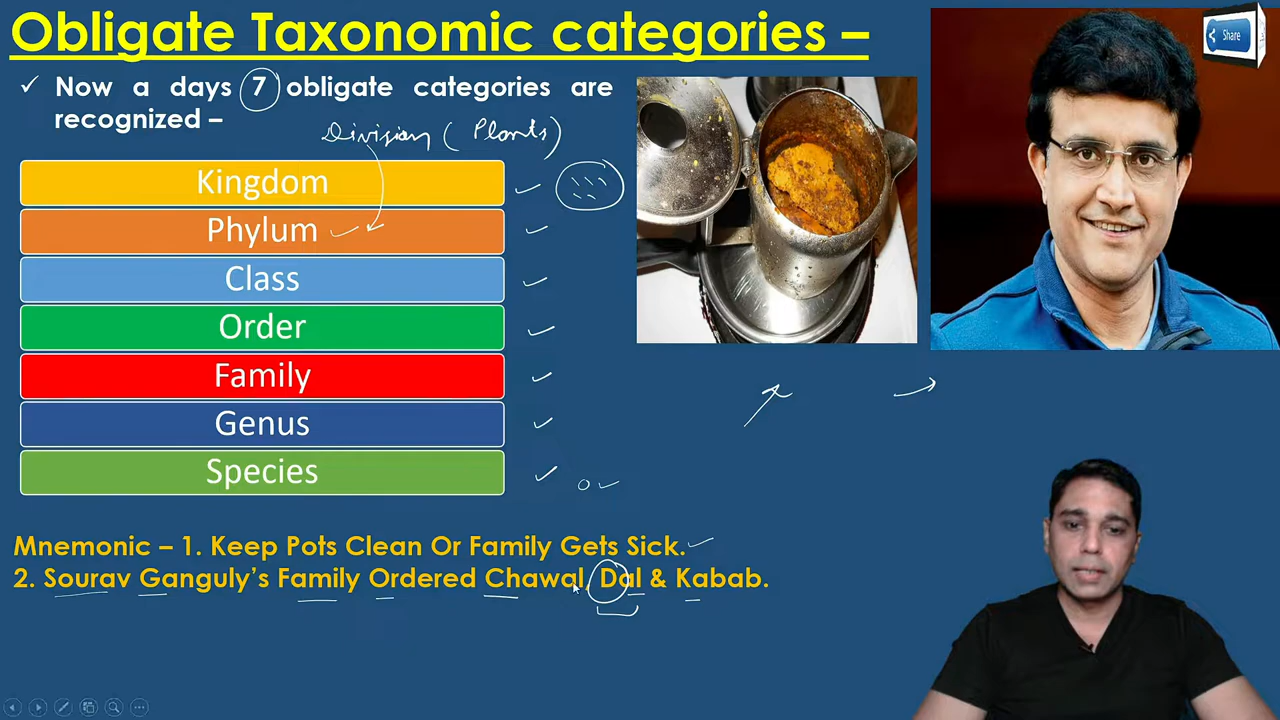 Obligate Taxonomic categories –
Share
✓ Now a days 7 obligate categories are
recognized –
Division (Plants)
Kingdom
Phylum
Class
Order
Family
Genus
Species
Mnemonic – 1. Keep Pots Clean Or Family Gets Sick.
2. Sourav Ganguly's Family Ordered Chawal, Dal & Kabab.